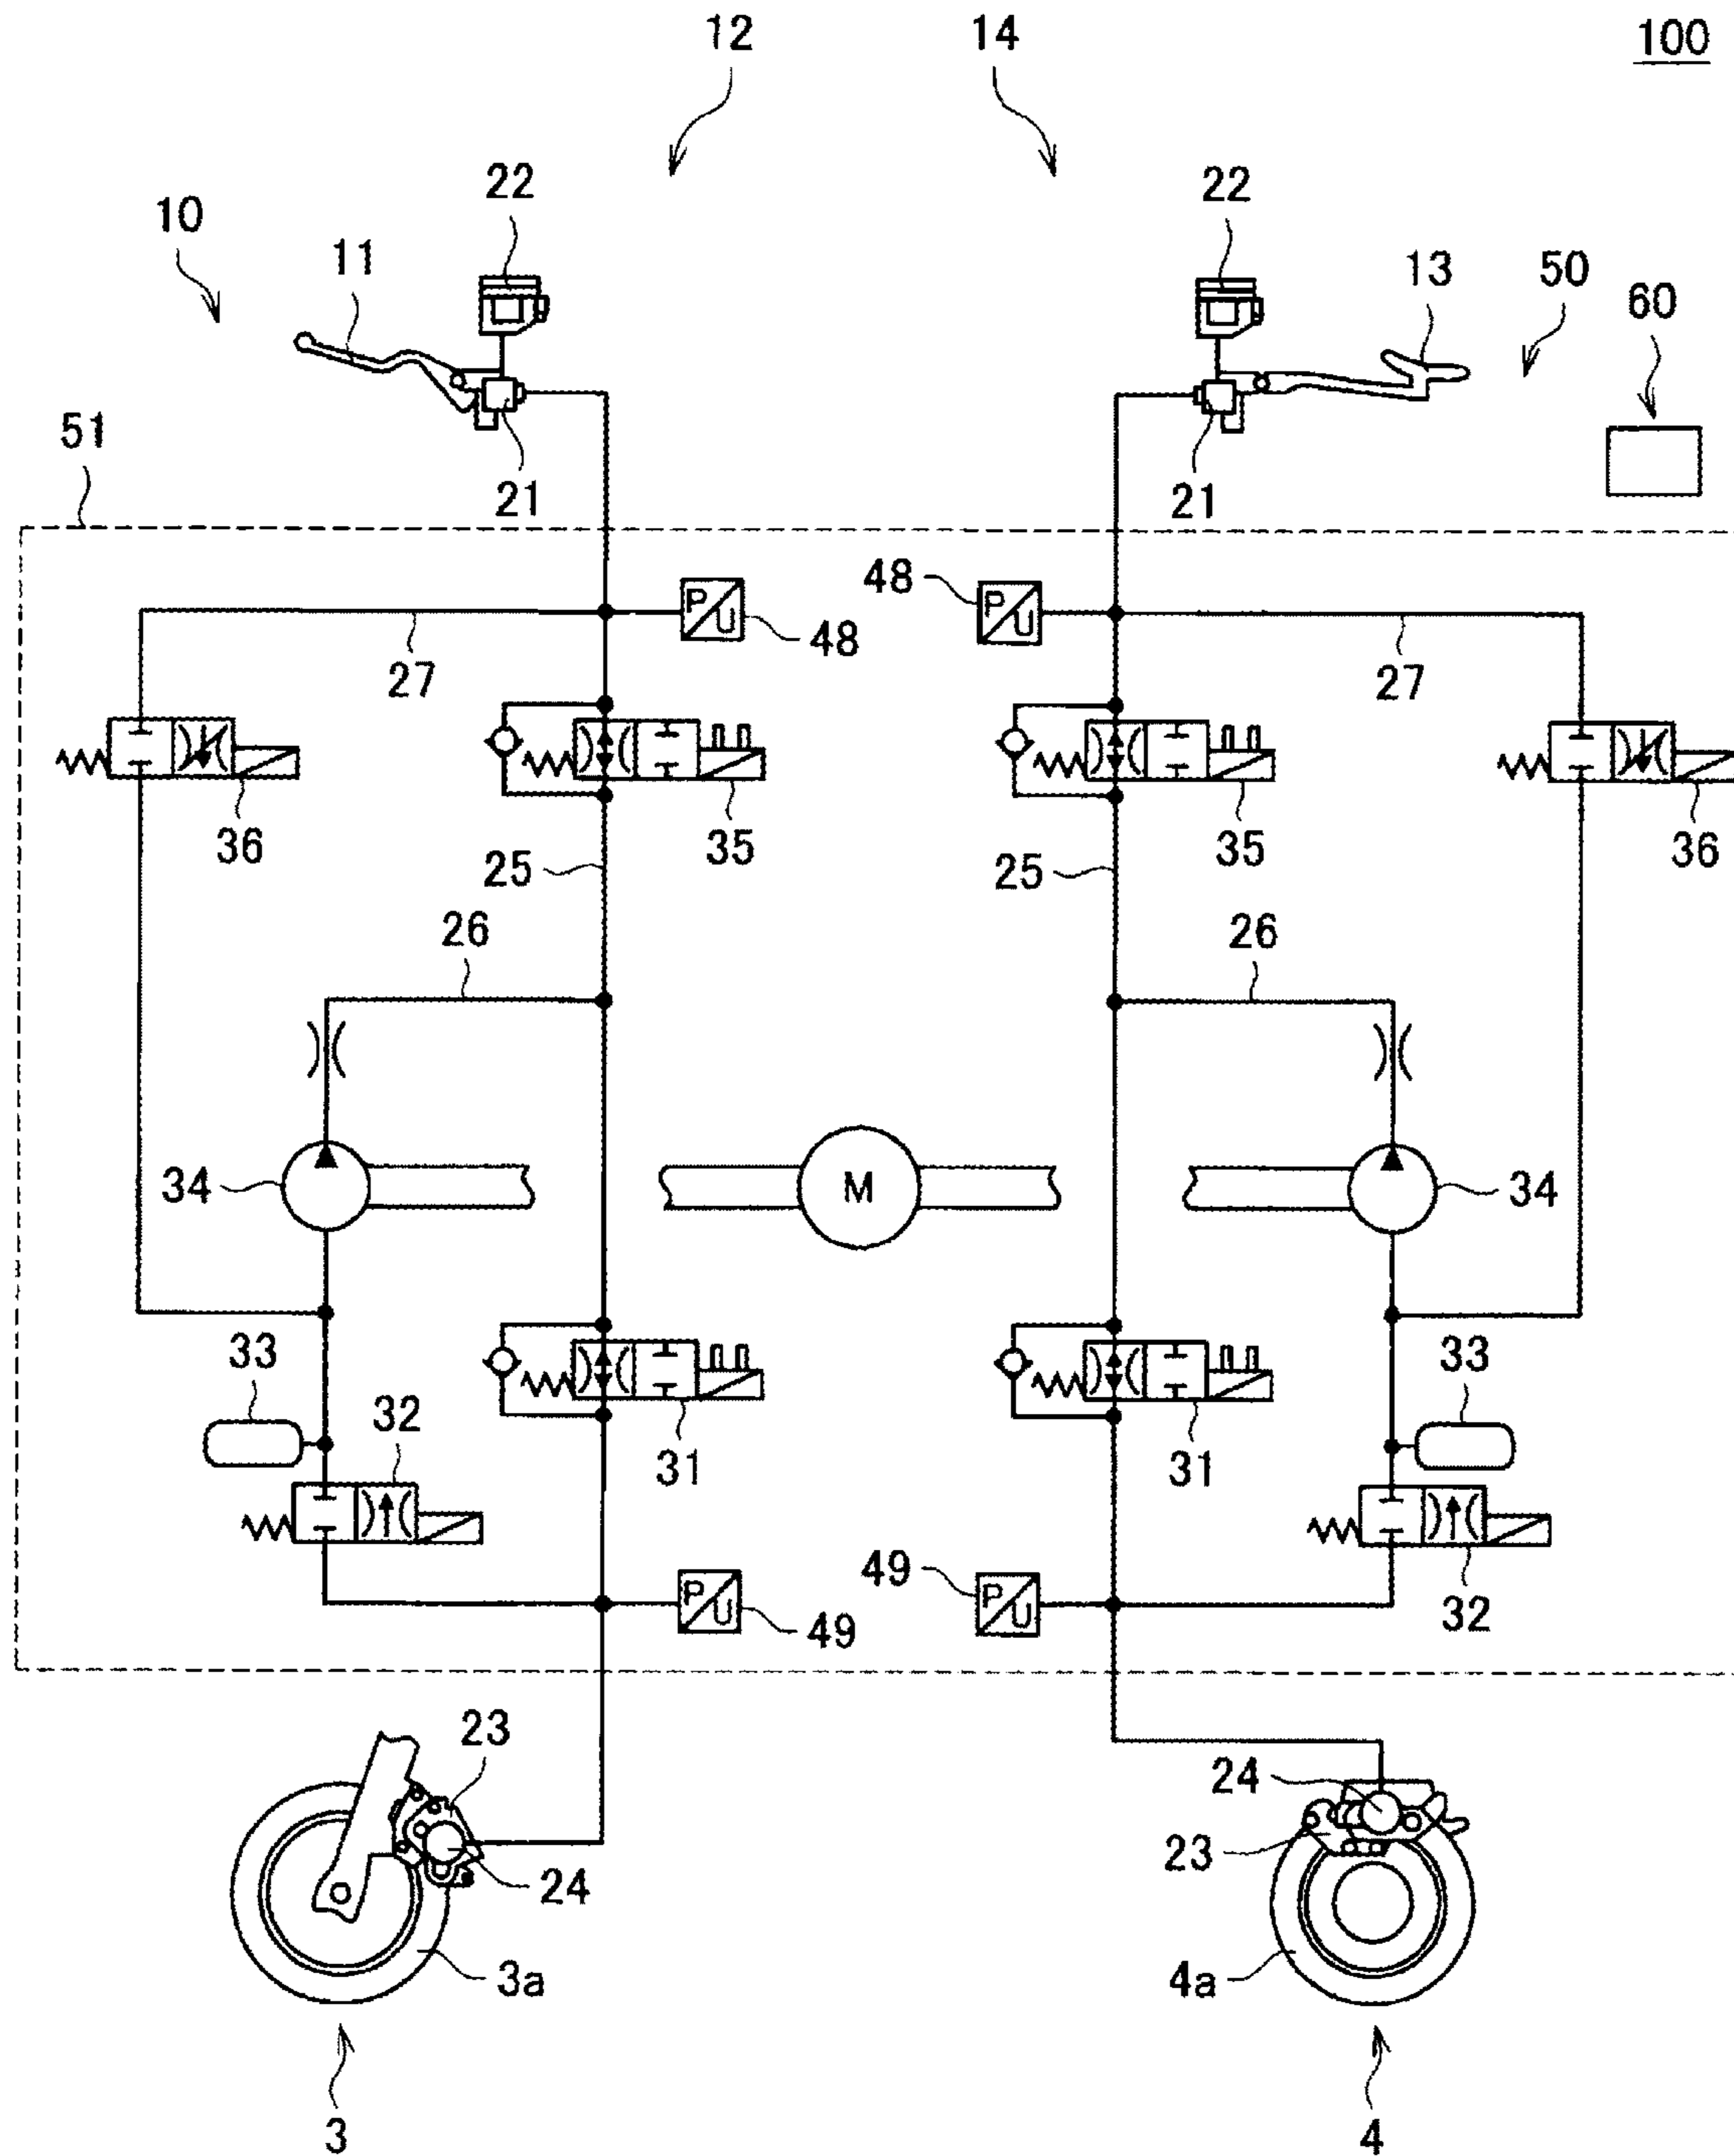 12 14 100
22 22
10 11 13 50 60
51 21 21
P/U 48 48 P/U
27 27
36 35 35 36
25 25
26 26
34 M 34
33 33
32 31 31
P/U 49 49 P/U 32
23 24
24 23
3a 4a
3 4